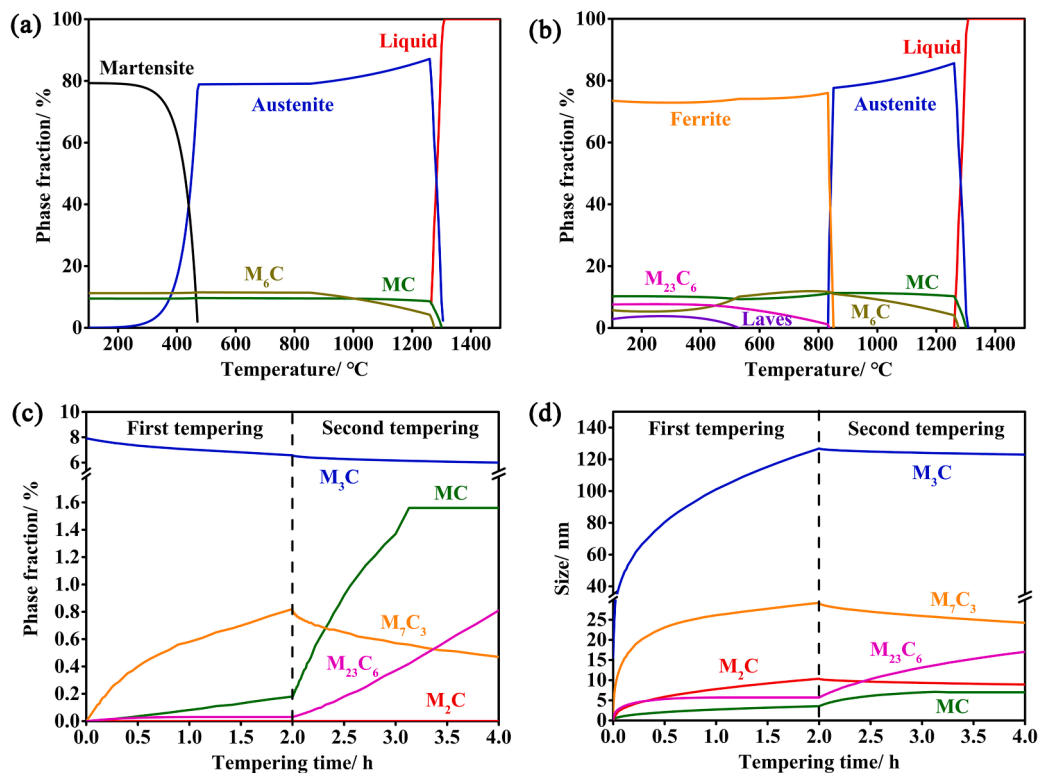 (a)
100
80
60
40
20
0
Phase fraction/ %
Martensite
Liquid
Austenite
M₆C
MC
200 400 600 800 1000 1200 1400
Temperature/ °C
(b)
100
80
60
40
20
0
Phase fraction/ %
Liquid
Austenite
Ferrite
M₂₃C₆
Laves
MC
M₆C
200 400 600 800 1000 1200 1400
Temperature/ °C
(c)
10
8
6
1.6
1.4
1.2
1.0
0.8
0.6
0.4
0.2
0.0
Phase fraction/ %
First tempering
Second tempering
M₃C
MC
M₇C₃
M₂₃C₆
M₂C
0.0 0.5 1.0 1.5 2.0 2.5 3.0 3.5 4.0
Tempering time/ h
(d)
140
120
100
80
60
40
25
20
15
10
5
0
Size/ nm
First tempering
Second tempering
M₃C
M₇C₃
M₂₃C₆
M₂C
MC
0.0 0.5 1.0 1.5 2.0 2.5 3.0 3.5 4.0
Tempering time/ h